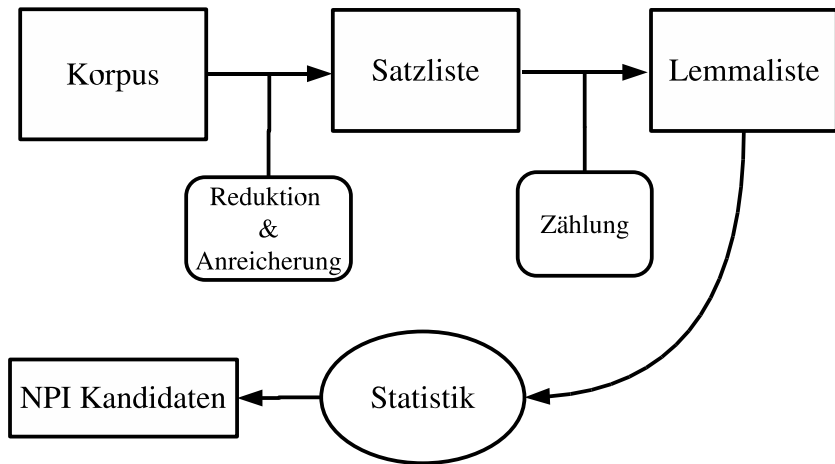 Korpus
Satzliste
Lemmaliste
Reduktion
&
Anreicherung
Zählung
NPI Kandidaten
Statistik